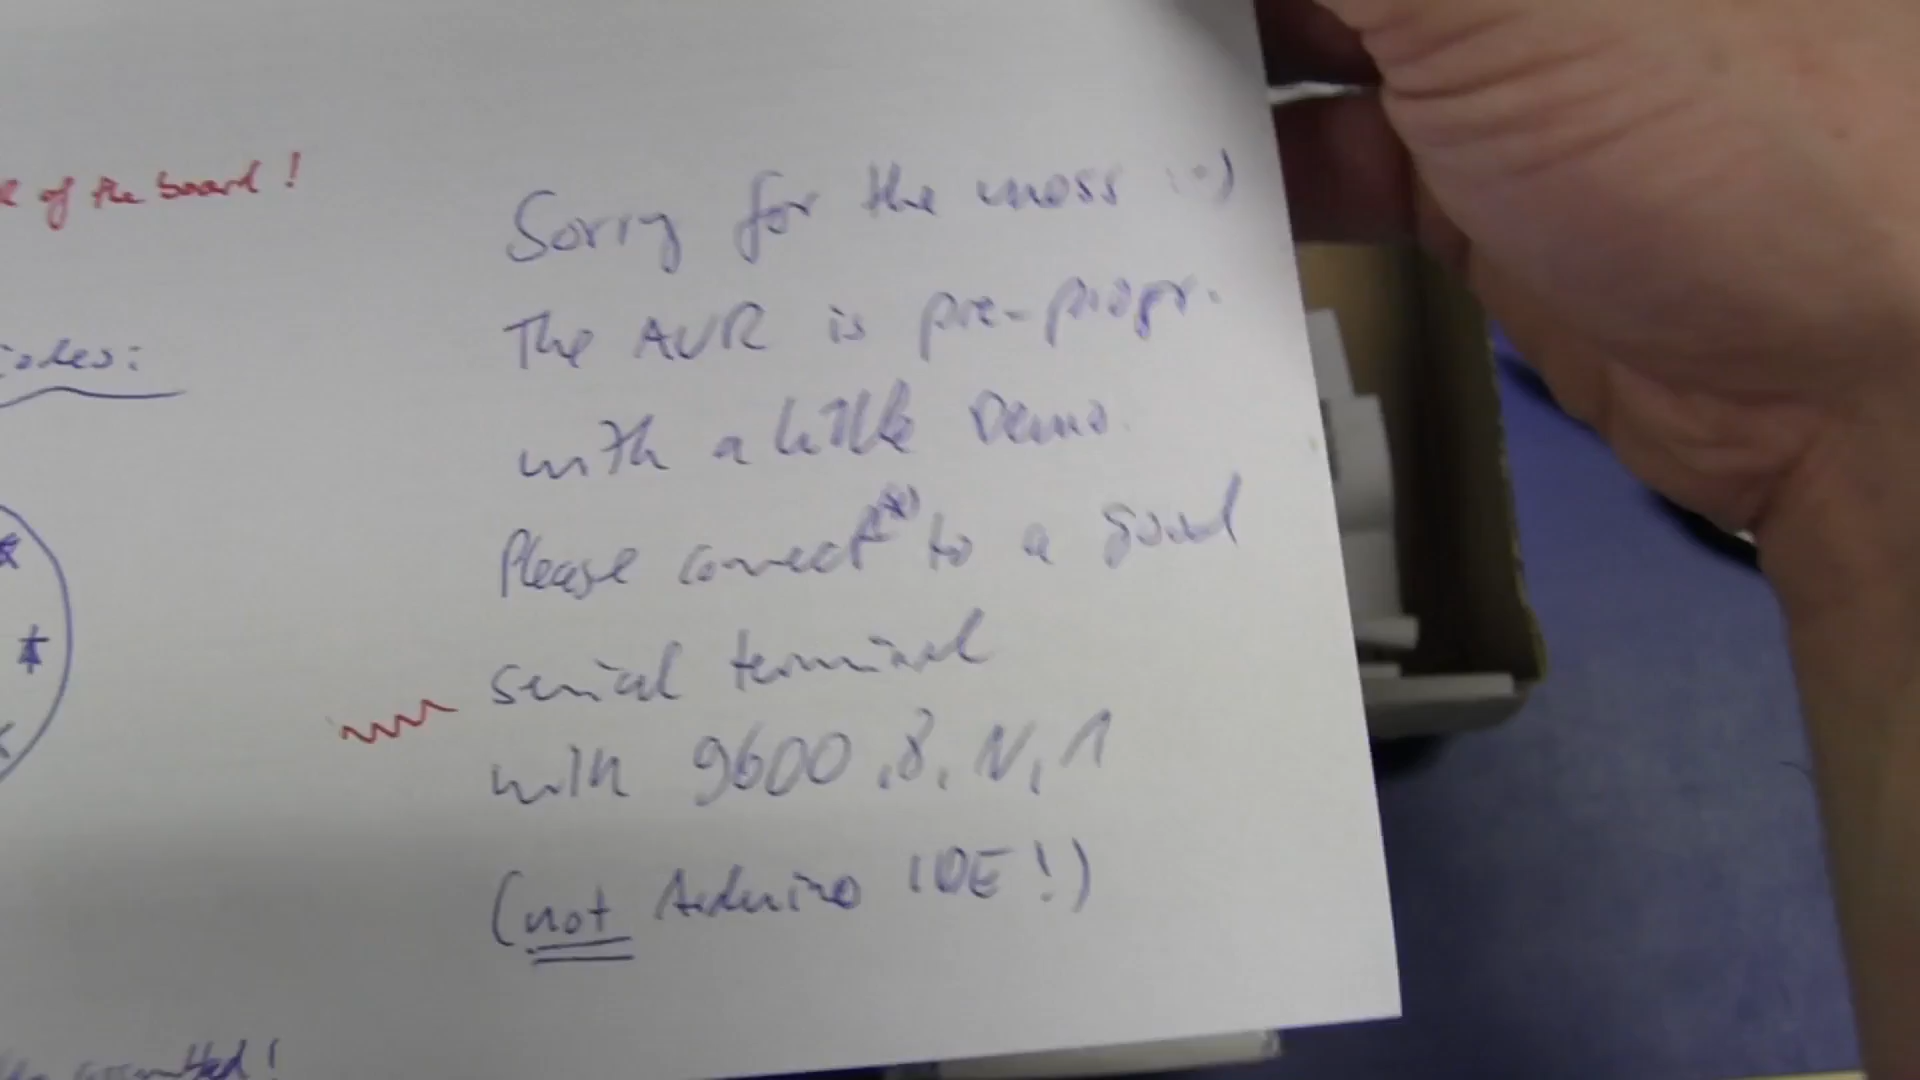 of the board!
Sorry for the mess :-)
The AVR is pre-progr.
with a little Demo.
Please connect *) to a good
serial terminal
with 9600,8,N,1
(not Arduino IDE!)